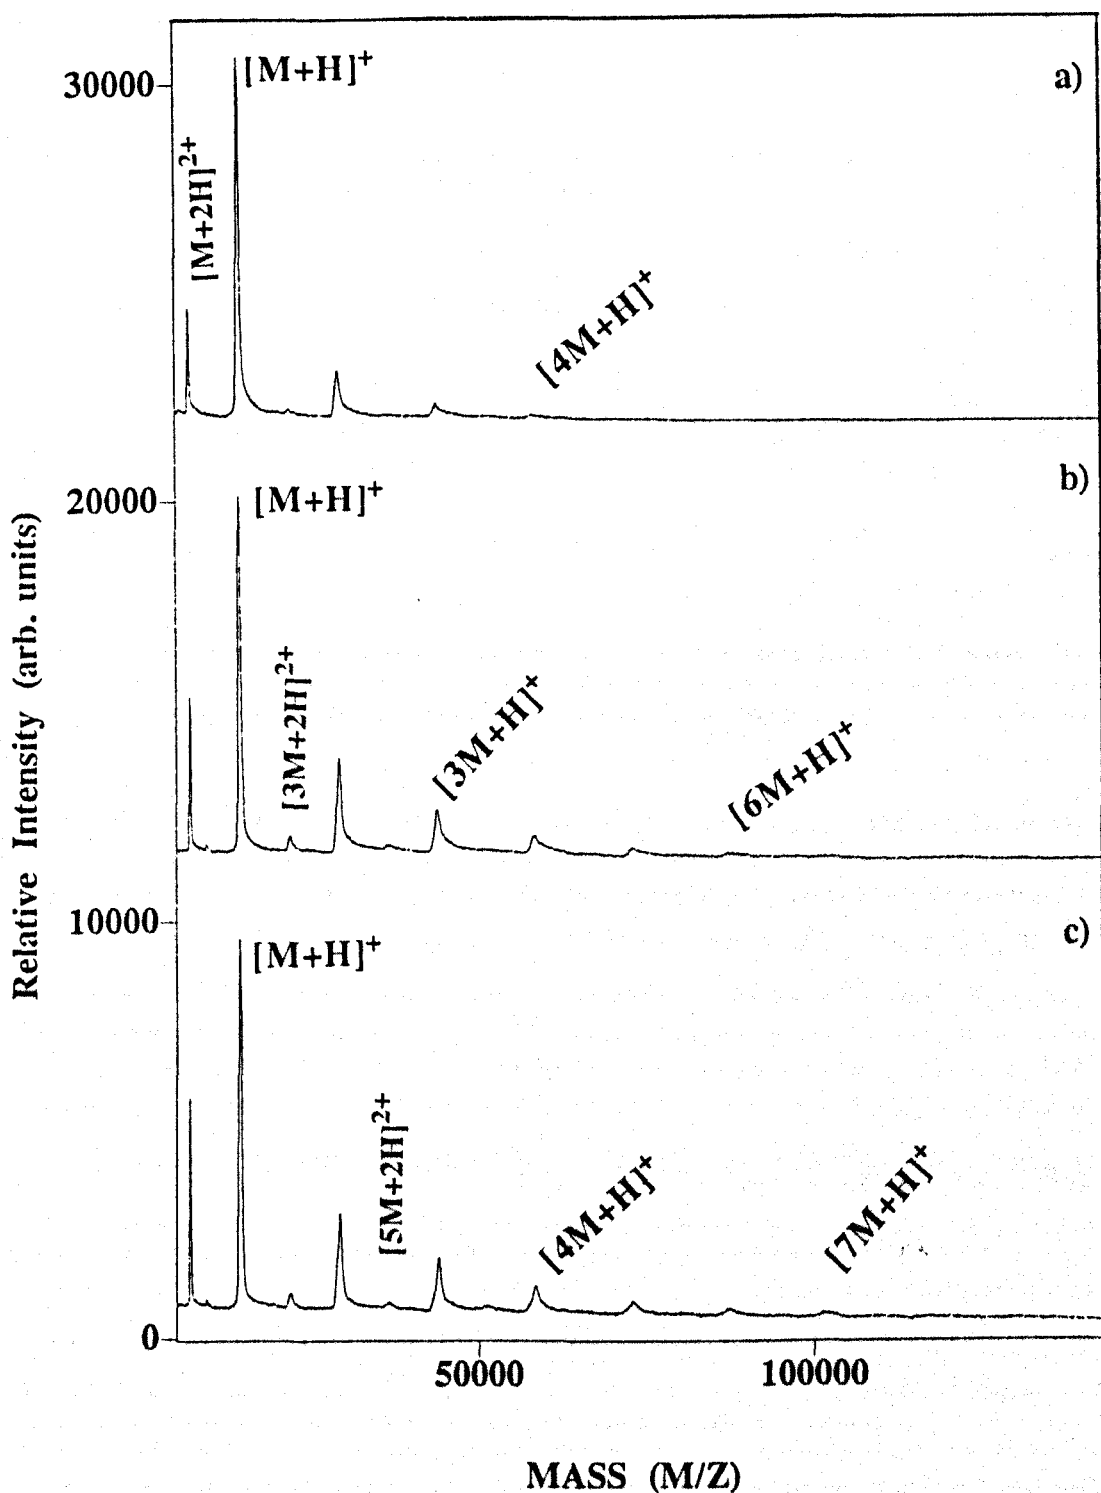 [M+H]⁺
a)
30000
[M+2H]²⁺
[4M+H]⁺
b)
20000
[M+H]⁺
[3M+2H]²⁺
[3M+H]⁺
[6M+H]⁺
Relative Intensity (arb. units)
10000
c)
[M+H]⁺
[5M+2H]²⁺
[4M+H]⁺
[7M+H]⁺
0
50000
100000
MASS (M/Z)